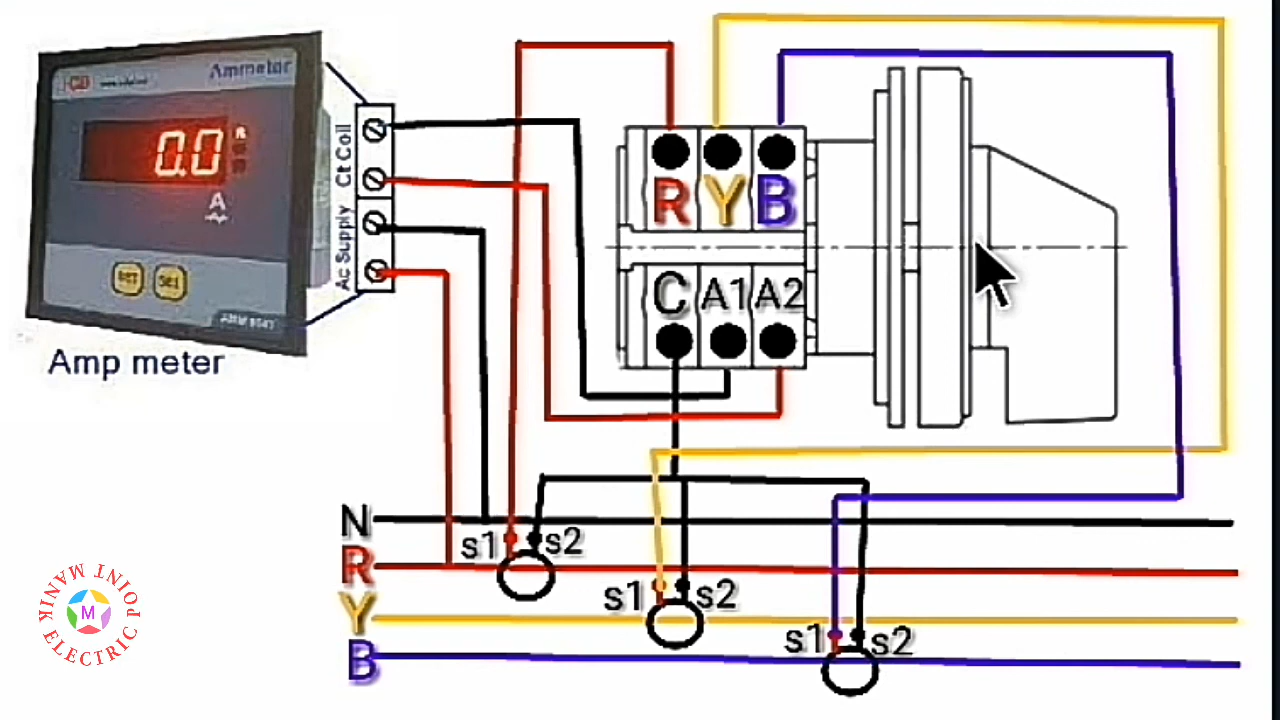 Ammeter
0.0
A
SET
Ct Coil
Ac Supply
Amp meter
R Y B
C A1 A2
N
R
Y
B
s1 s2
s1 s2
s1 s2
MANIK ELECTRIC POINT
M